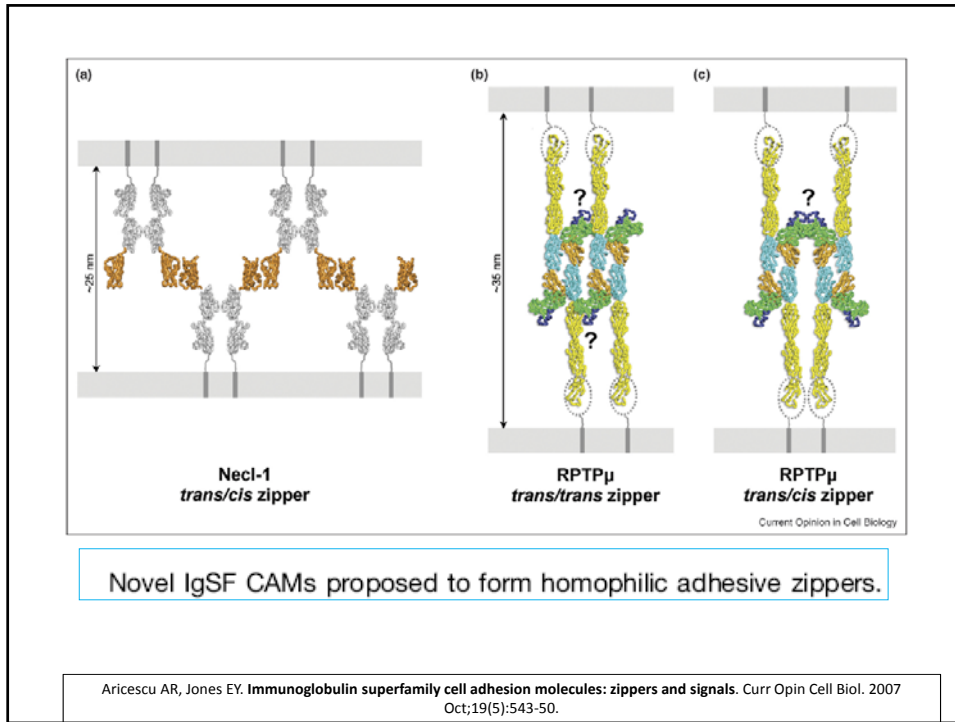 (a)
(b)
(c)
~25 nm
?
?
~35 nm
Necl-1
trans/cis zipper
RPTPμ
trans/trans zipper
RPTPμ
trans/cis zipper
Current Opinion in Cell Biology
Novel IgSF CAMs proposed to form homophilic adhesive zippers.
Aricescu AR, Jones EY. Immunoglobulin superfamily cell adhesion molecules: zippers and signals. Curr Opin Cell Biol. 2007
Oct;19(5):543-50.